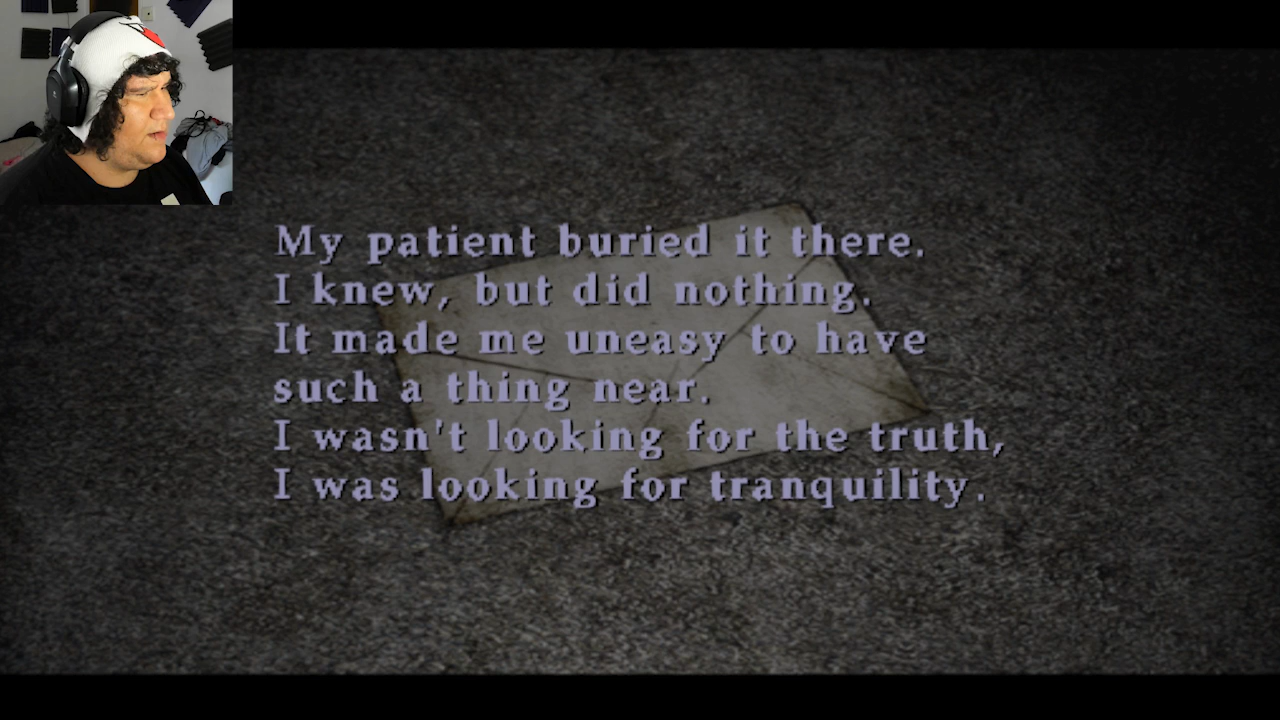 My patient buried it there.
I knew, but did nothing.
It made me uneasy to have
such a thing near.
I wasn't looking for the truth,
I was looking for tranquility.